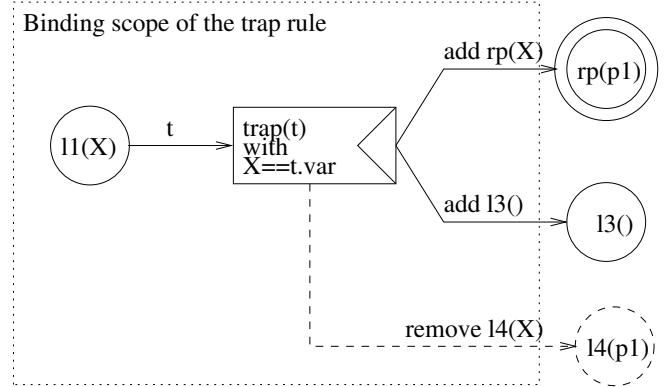 Binding scope of the trap rule
add rp(X)
rp(p1)
l1(X)
t
trap(t)
with
X==t.var
add l3()
l3()
remove l4(X)
l4(p1)